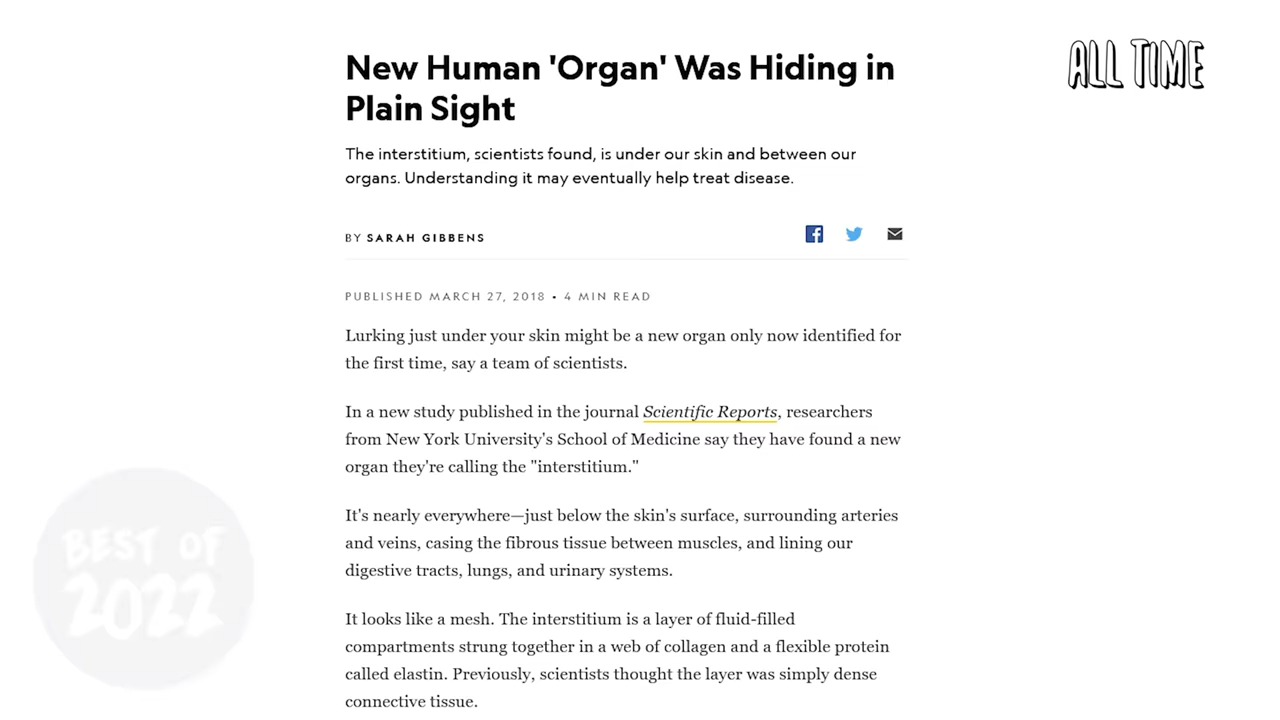 ALL TIME
New Human 'Organ' Was Hiding in
Plain Sight
The interstitium, scientists found, is under our skin and between our
organs. Understanding it may eventually help treat disease.
BY SARAH GIBBENS
PUBLISHED MARCH 27, 2018 • 4 MIN READ
Lurking just under your skin might be a new organ only now identified for
the first time, say a team of scientists.
In a new study published in the journal Scientific Reports, researchers
from New York University's School of Medicine say they have found a new
organ they're calling the "interstitium."
It's nearly everywhere—just below the skin's surface, surrounding arteries
and veins, casing the fibrous tissue between muscles, and lining our
digestive tracts, lungs, and urinary systems.
It looks like a mesh. The interstitium is a layer of fluid-filled
compartments strung together in a web of collagen and a flexible protein
called elastin. Previously, scientists thought the layer was simply dense
connective tissue.
BEST OF
2022